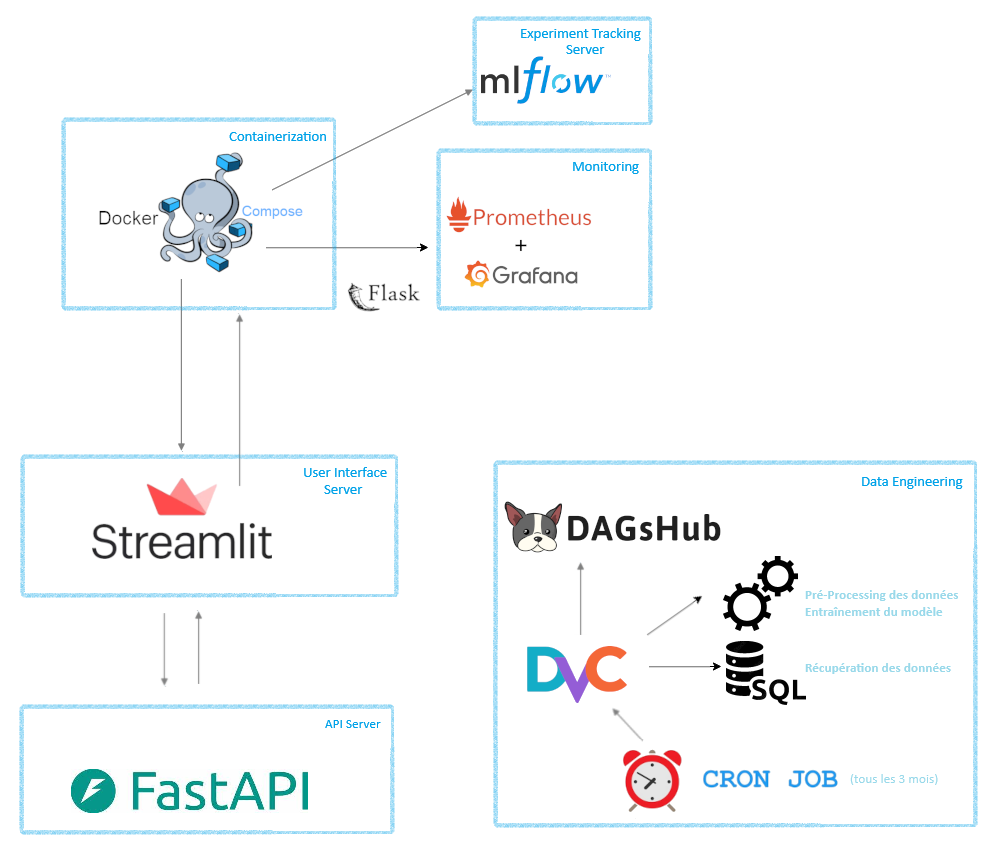 Experiment Tracking
Server
mlflow™
Containerization
Docker
Compose
Monitoring
Prometheus
+
Grafana
Flask
User Interface
Server
Streamlit
API Server
FastAPI
Data Engineering
DAGsHub
Pré-Processing des données
Entraînement du modèle
DVC
SQL
Récupération des données
CRON JOB (tous les 3 mois)